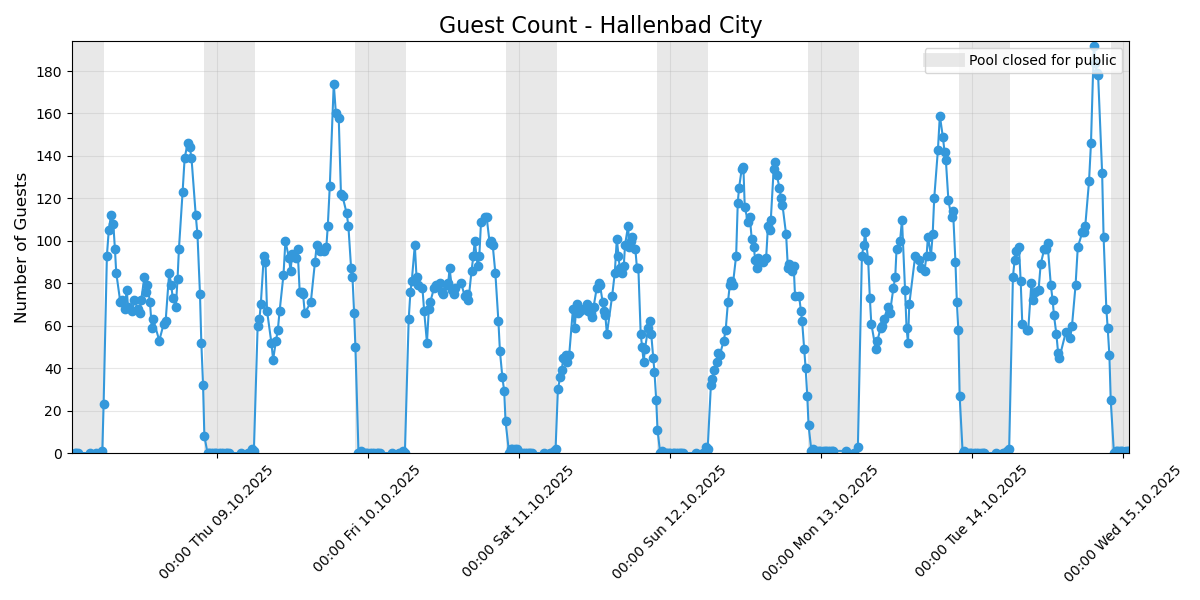 Guest Count - Hallenbad City
Pool closed for public
Number of Guests
180
160
140
120
100
80
60
40
20
0
00:00 Thu 09.10.2025
00:00 Fri 10.10.2025
00:00 Sat 11.10.2025
00:00 Sun 12.10.2025
00:00 Mon 13.10.2025
00:00 Tue 14.10.2025
00:00 Wed 15.10.2025